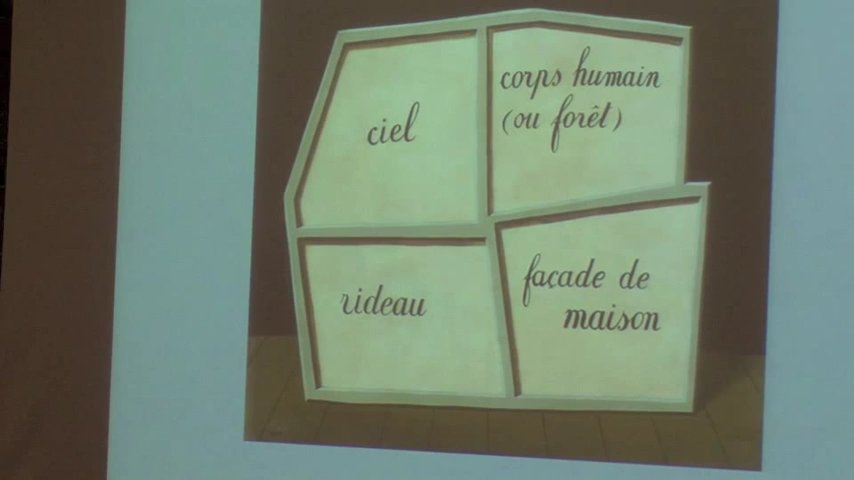 ciel
corps humain
(ou forêt)
rideau
façade de
maison